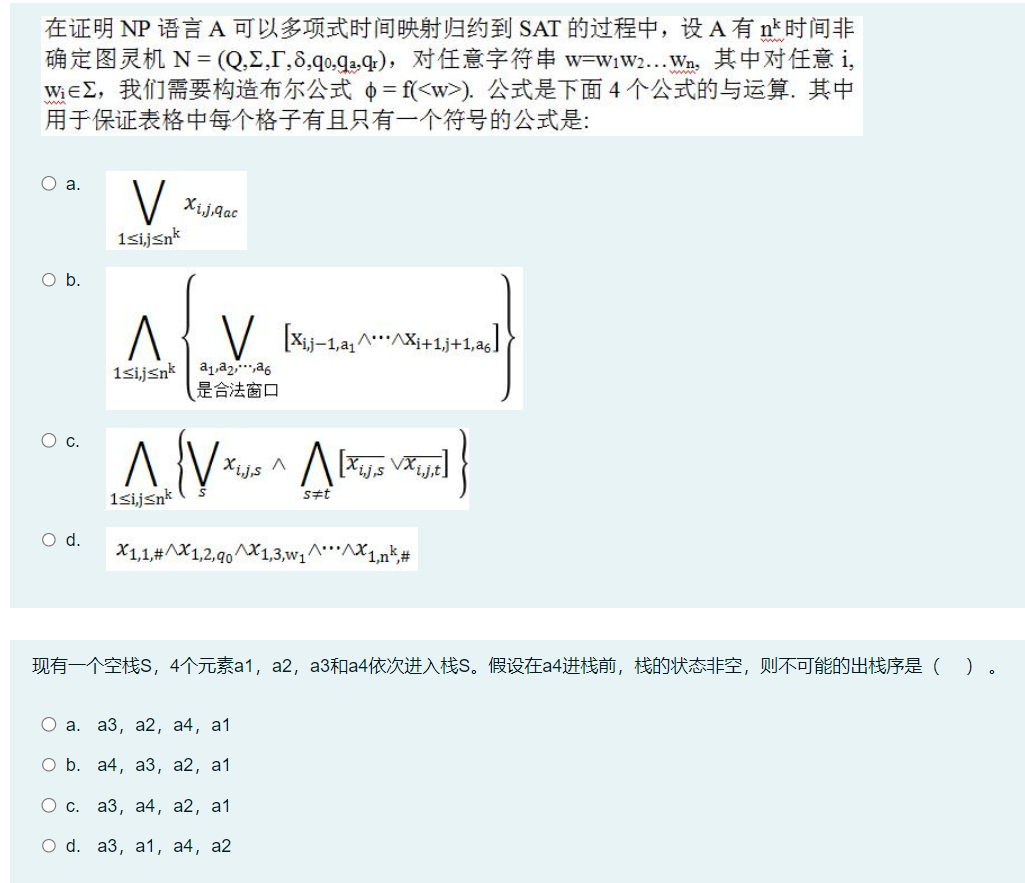 在证明 NP 语言 A 可以多项式时间映射归约到 SAT 的过程中，设 A 有 nᵏ时间非
确定图灵机 N = (Q,Σ,Γ,δ,q₀,qₐ,qᵣ)，对任意字符串 w=w₁w₂…wₙ, 其中对任意 i,
wᵢ∈Σ，我们需要构造布尔公式 ϕ = f(<w>). 公式是下面 4 个公式的与运算. 其中
用于保证表格中每个格子有且只有一个符号的公式是:
a. ⋁_{1≤i,j≤n^k} x_{i,j,q_{ac}}
b. ⋀_{1≤i,j≤n^k} { ⋁_{a₁,a₂,⋯,a₆ 是合法窗口} [x_{i,j−1,a₁}∧⋯∧x_{i+1,j+1,a₆}] }
c. ⋀_{1≤i,j≤n^k} { ⋁_{s} x_{i,j,s} ∧ ⋀_{s≠t} [\overline{x_{i,j,s}} ∨ \overline{x_{i,j,t}}] }
d. x_{1,1,#}∧x_{1,2,q₀}∧x_{1,3,w₁}∧⋯∧x_{1,n^k,#}
现有一个空栈S，4个元素a1，a2，a3和a4依次进入栈S。假设在a4进栈前，栈的状态非空，则不可能的出栈序是（ ）。
a. a3，a2，a4，a1
b. a4，a3，a2，a1
c. a3，a4，a2，a1
d. a3，a1，a4，a2